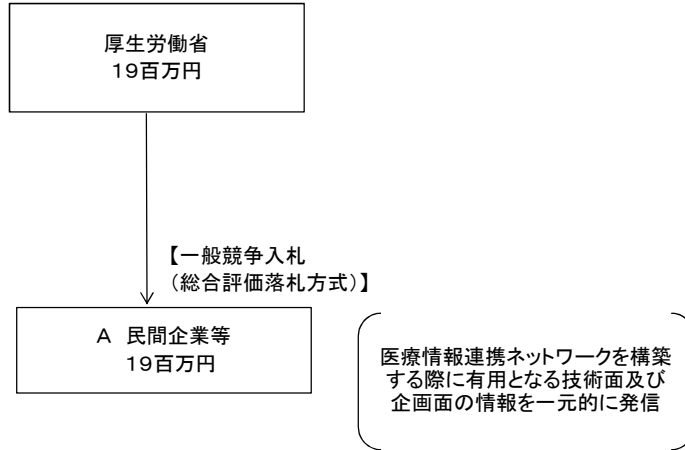 厚生労働省
19百万円
【一般競争入札
（総合評価落札方式）】
A 民間企業等
19百万円
医療情報連携ネットワークを構築
する際に有用となる技術面及び
企画面の情報を一元的に発信